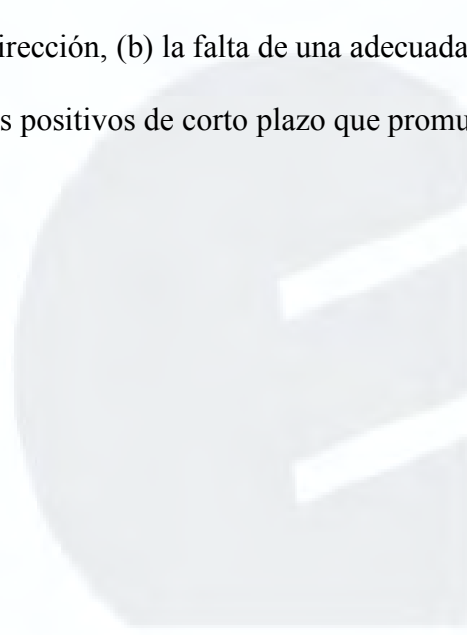 irección, (b) la falta de una adecuada
s positivos de corto plazo que promu